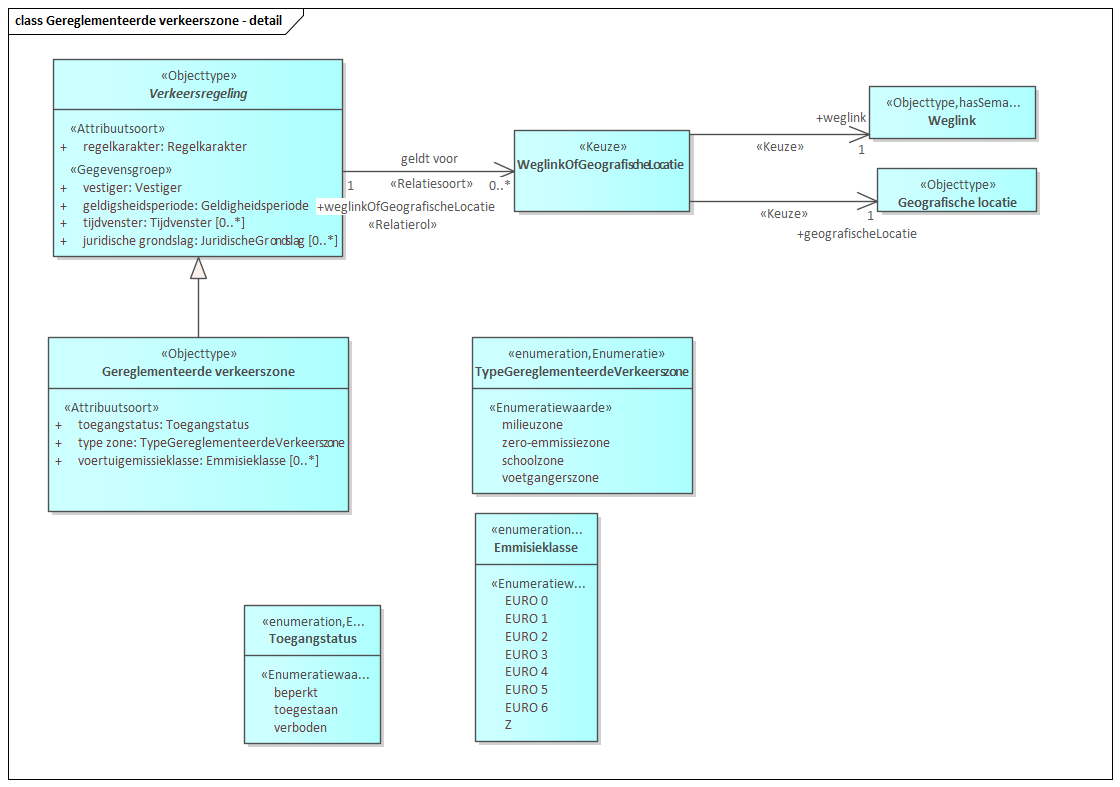 class Gereglementeerde verkeerszone - detail
«Objecttype»
Verkeersregeling
«Attribuutsoort»
+ regelkarakter: Regelkarakter
«Gegevensgroep»
+ vestiger: Vestiger
+ geldigsheidsperiode: Geldigheidsperiode
+ tijdvenster: Tijdvenster [0..*]
+ juridische grondslag: JuridischeGrondslag [0..*]
geldt voor
1
«Relatiesoort»
0..*
+weglinkOfGeografischeLocatie
«Relatierol»
«Keuze»
WeglinkOfGeografischeLocatie
+weglink
«Keuze»
1
«Objecttype,hasSema...
Weglink
«Keuze»
1
+geografischeLocatie
«Objecttype»
Geografische locatie
«Objecttype»
Gereglementeerde verkeerszone
«Attribuutsoort»
+ toegangstatus: Toegangstatus
+ type zone: TypeGereglementeerdeVerkeerszone
+ voertuigemissieklasse: Emmisieklasse [0..*]
«enumeration,Enumeratie»
TypeGereglementeerdeVerkeerszone
«Enumeratiewaarde»
milieuzone
zero-emmissiezone
schoolzone
voetgangerszone
«enumeration...
Emmisieklasse
«Enumeratiew...
EURO 0
EURO 1
EURO 2
EURO 3
EURO 4
EURO 5
EURO 6
Z
«enumeration,E...
Toegangstatus
«Enumeratiewaa...
beperkt
toegestaan
verboden